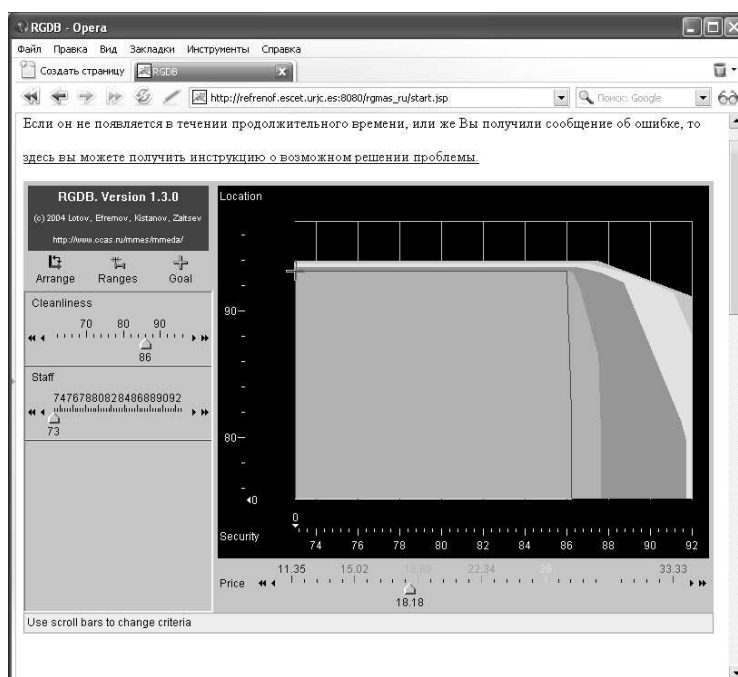 RGDB - Opera
Файл Правка Вид Закладки Инструменты Справка
Создать страницу RGDB
http://refrenof.escet.urjc.es:8080/rgmas_ru/start.jsp Поиск: Google
Если он не появляется в течении продолжительного времени, или же Вы получили сообщение об ошибке, то
здесь вы можете получить инструкцию о возможном решении проблемы.
RGDB. Version 1.3.0
(c) 2004 Lotov, Efremov, Kistanov, Zaitsev
http://www.ccas.ru/mmes/mmeda/
Arrange Ranges Goal
Cleanliness
70 80 90
86
Staff
74767880828486889092
73
Location
90
80
0
Security
0
74 76 78 80 82 84 86 88 90 92
Price
11.35 15.02 18.68 22.34 26 33.33
18.18
Use scroll bars to change criteria